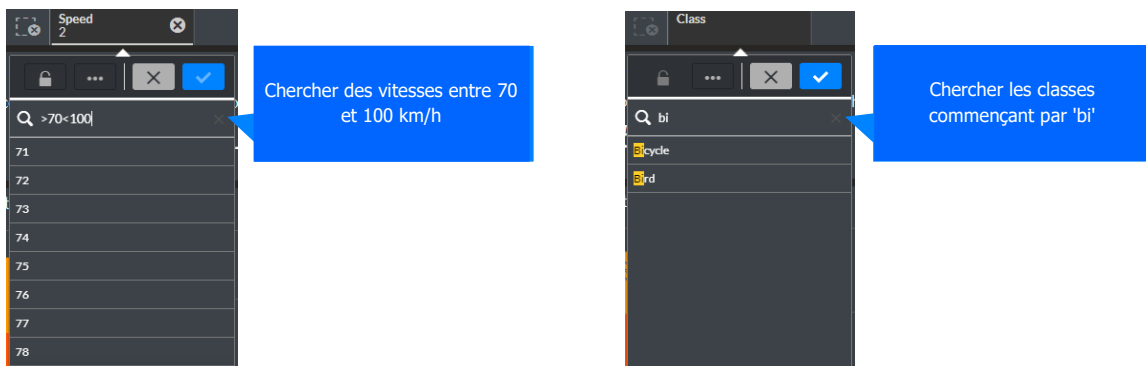 Speed
2
>70<100
71
72
73
74
75
76
77
78
Chercher des vitesses entre 70
et 100 km/h
Class
bi
Bicycle
Bird
Chercher les classes
commençant par 'bi'